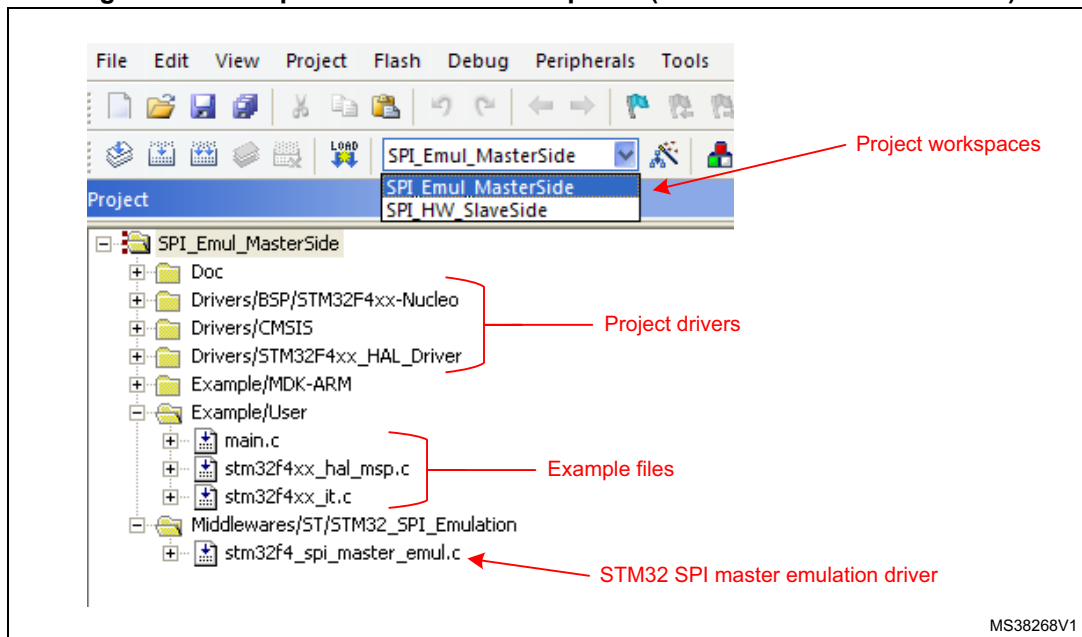 File Edit View Project Flash Debug Peripherals Tools
LOAD
SPI_Emul_MasterSide
Project workspaces
SPI_Emul_MasterSide
SPI_HW_SlaveSide
Project
SPI_Emul_MasterSide
Doc
Drivers/BSP/STM32F4xx-Nucleo
Drivers/CMSIS
Project drivers
Drivers/STM32F4xx_HAL_Driver
Example/MDK-ARM
Example/User
main.c
stm32f4xx_hal_msp.c
Example files
stm32f4xx_it.c
Middlewares/ST/STM32_SPI_Emulation
stm32f4_spi_master_emul.c
STM32 SPI master emulation driver
MS38268V1